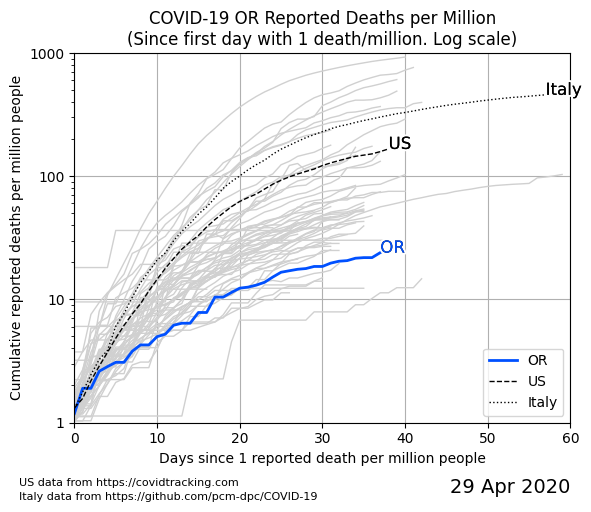 COVID-19 OR Reported Deaths per Million
(Since first day with 1 death/million. Log scale)
Cumulative reported deaths per million people
1000
100
10
1
Italy
US
OR
OR
US
Italy
0 10 20 30 40 50 60
Days since 1 reported death per million people
US data from https://covidtracking.com
Italy data from https://github.com/pcm-dpc/COVID-19
29 Apr 2020